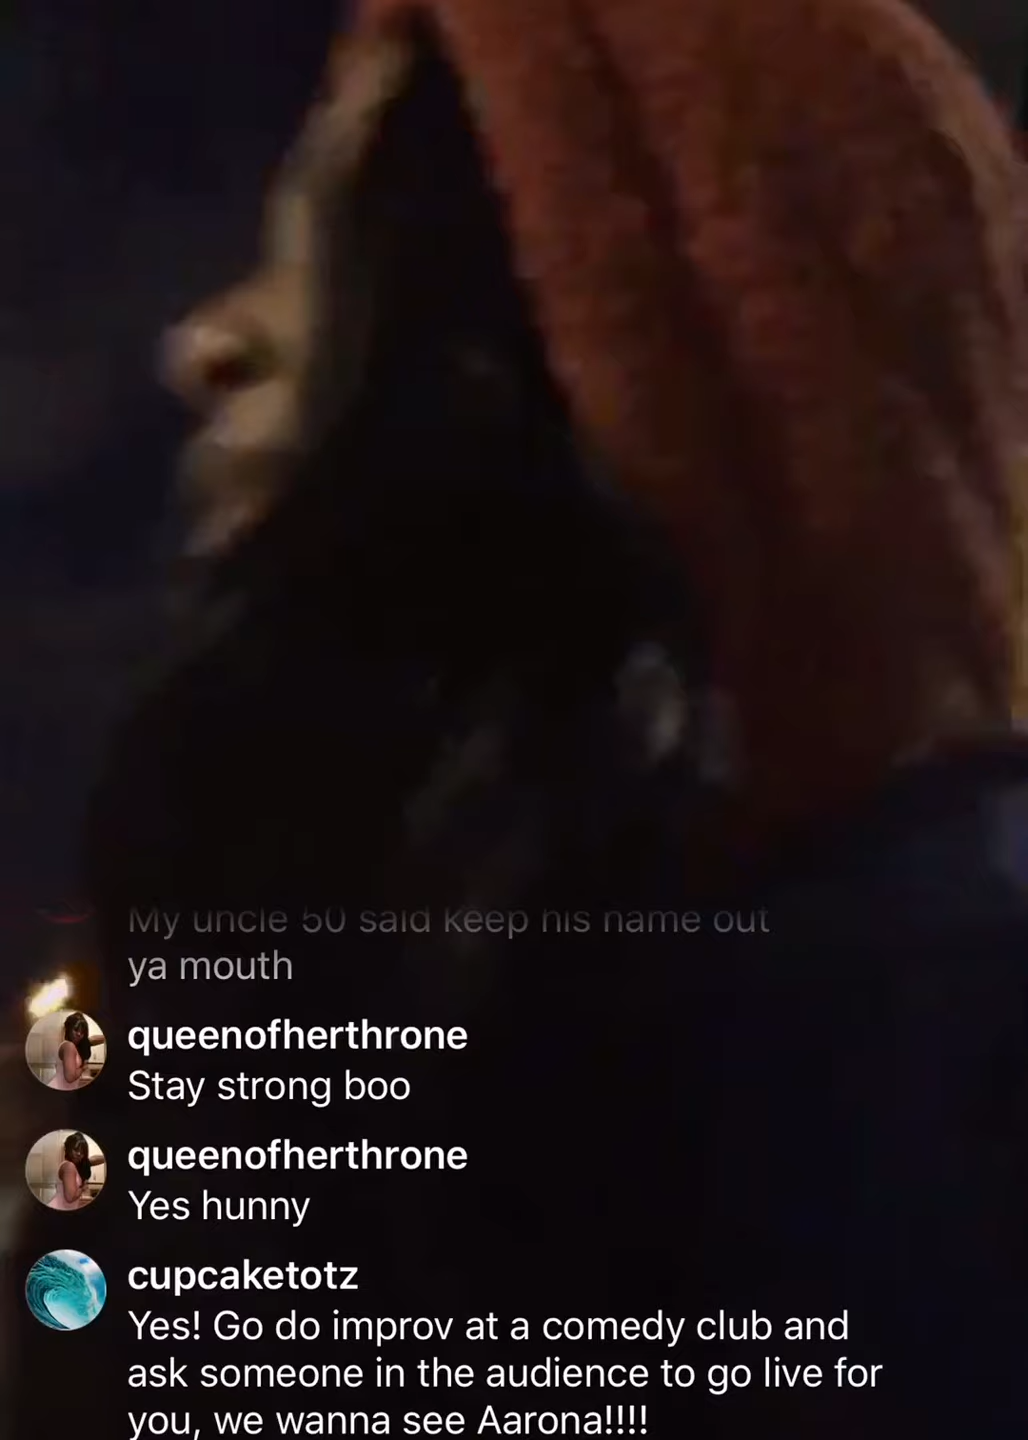 My uncle 50 said keep his name out
ya mouth
queenofherthrone
Stay strong boo
queenofherthrone
Yes hunny
cupcaketotz
Yes! Go do improv at a comedy club and
ask someone in the audience to go live for
you, we wanna see Aarona!!!!